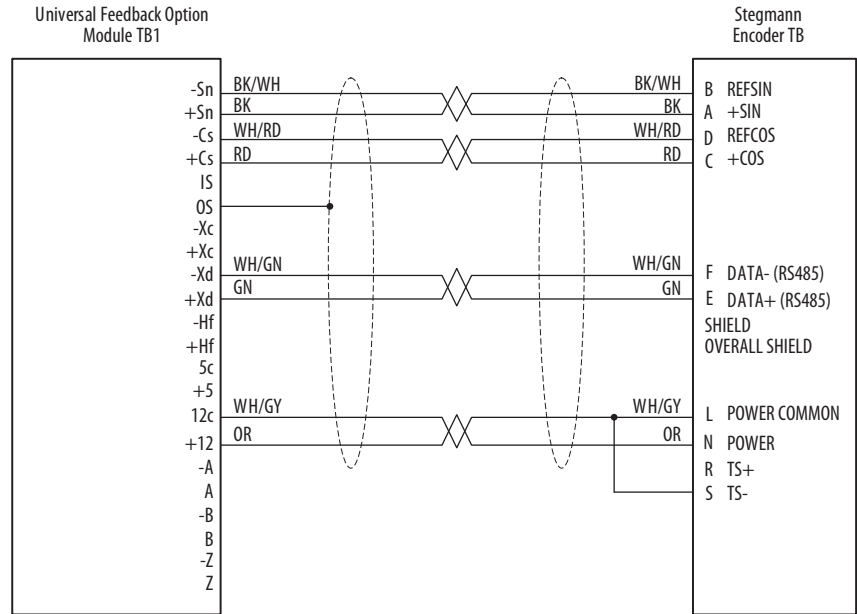 Universal Feedback Option
Module TB1
Stegmann
Encoder TB
-Sn BK/WH BK/WH B REFSIN
+Sn BK BK A +SIN
-Cs WH/RD WH/RD D REFCOS
+Cs RD RD C +COS
IS
OS
-Xc
+Xc
-Xd WH/GN WH/GN F DATA- (RS485)
+Xd GN GN E DATA+ (RS485)
-Hf SHIELD
+Hf OVERALL SHIELD
5c
+5
12c WH/GY WH/GY L POWER COMMON
+12 OR OR N POWER
-A R TS+
A S TS-
-B
B
-Z
Z